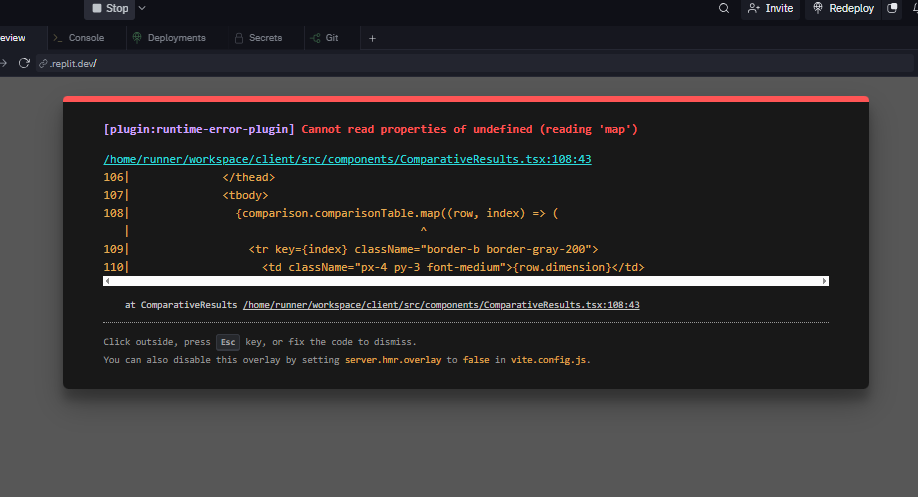 Stop
Invite
Redeploy
eview
Console
Deployments
Secrets
Git
+
.replit.dev/
[plugin:runtime-error-plugin] Cannot read properties of undefined (reading 'map')
/home/runner/workspace/client/src/components/ComparativeResults.tsx:108:43
106| </thead>
107| <tbody>
108| {comparison.comparisonTable.map((row, index) => (
| ^
109| <tr key={index} className="border-b border-gray-200">
110| <td className="px-4 py-3 font-medium">{row.dimension}</td>
at ComparativeResults /home/runner/workspace/client/src/components/ComparativeResults.tsx:108:43
Click outside, press Esc key, or fix the code to dismiss.
You can also disable this overlay by setting server.hmr.overlay to false in vite.config.js.